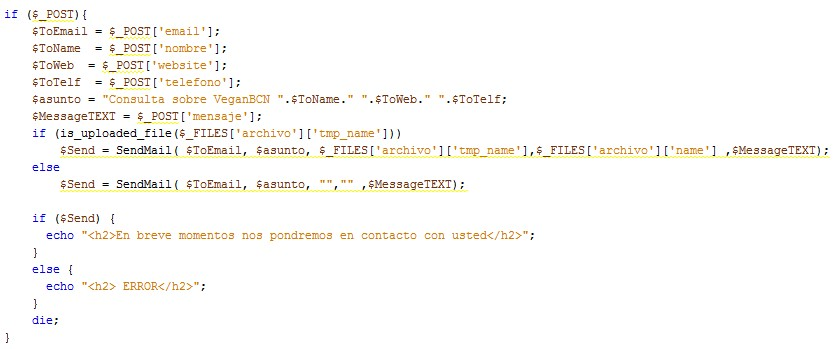 if ($_POST){
$ToEmail = $_POST['email'];
$ToName  = $_POST['nombre'];
$ToWeb  = $_POST['website'];
$ToTelf  = $_POST['telefono'];
$asunto = "Consulta sobre VeganBCN ".$ToName." ".$ToWeb." ".$ToTelf;
$MessageTEXT = $_POST['mensaje'];
if (is_uploaded_file($_FILES['archivo']['tmp_name']))
$Send = SendMail( $ToEmail, $asunto, $_FILES['archivo']['tmp_name'],$_FILES['archivo']['name'] ,$MessageTEXT);
else
$Send = SendMail( $ToEmail, $asunto, "","" ,$MessageTEXT);
if ($Send) {
echo "<h2>En breve momentos nos pondremos en contacto con usted</h2>";
}
else {
echo "<h2> ERROR</h2>";
}
die;
}